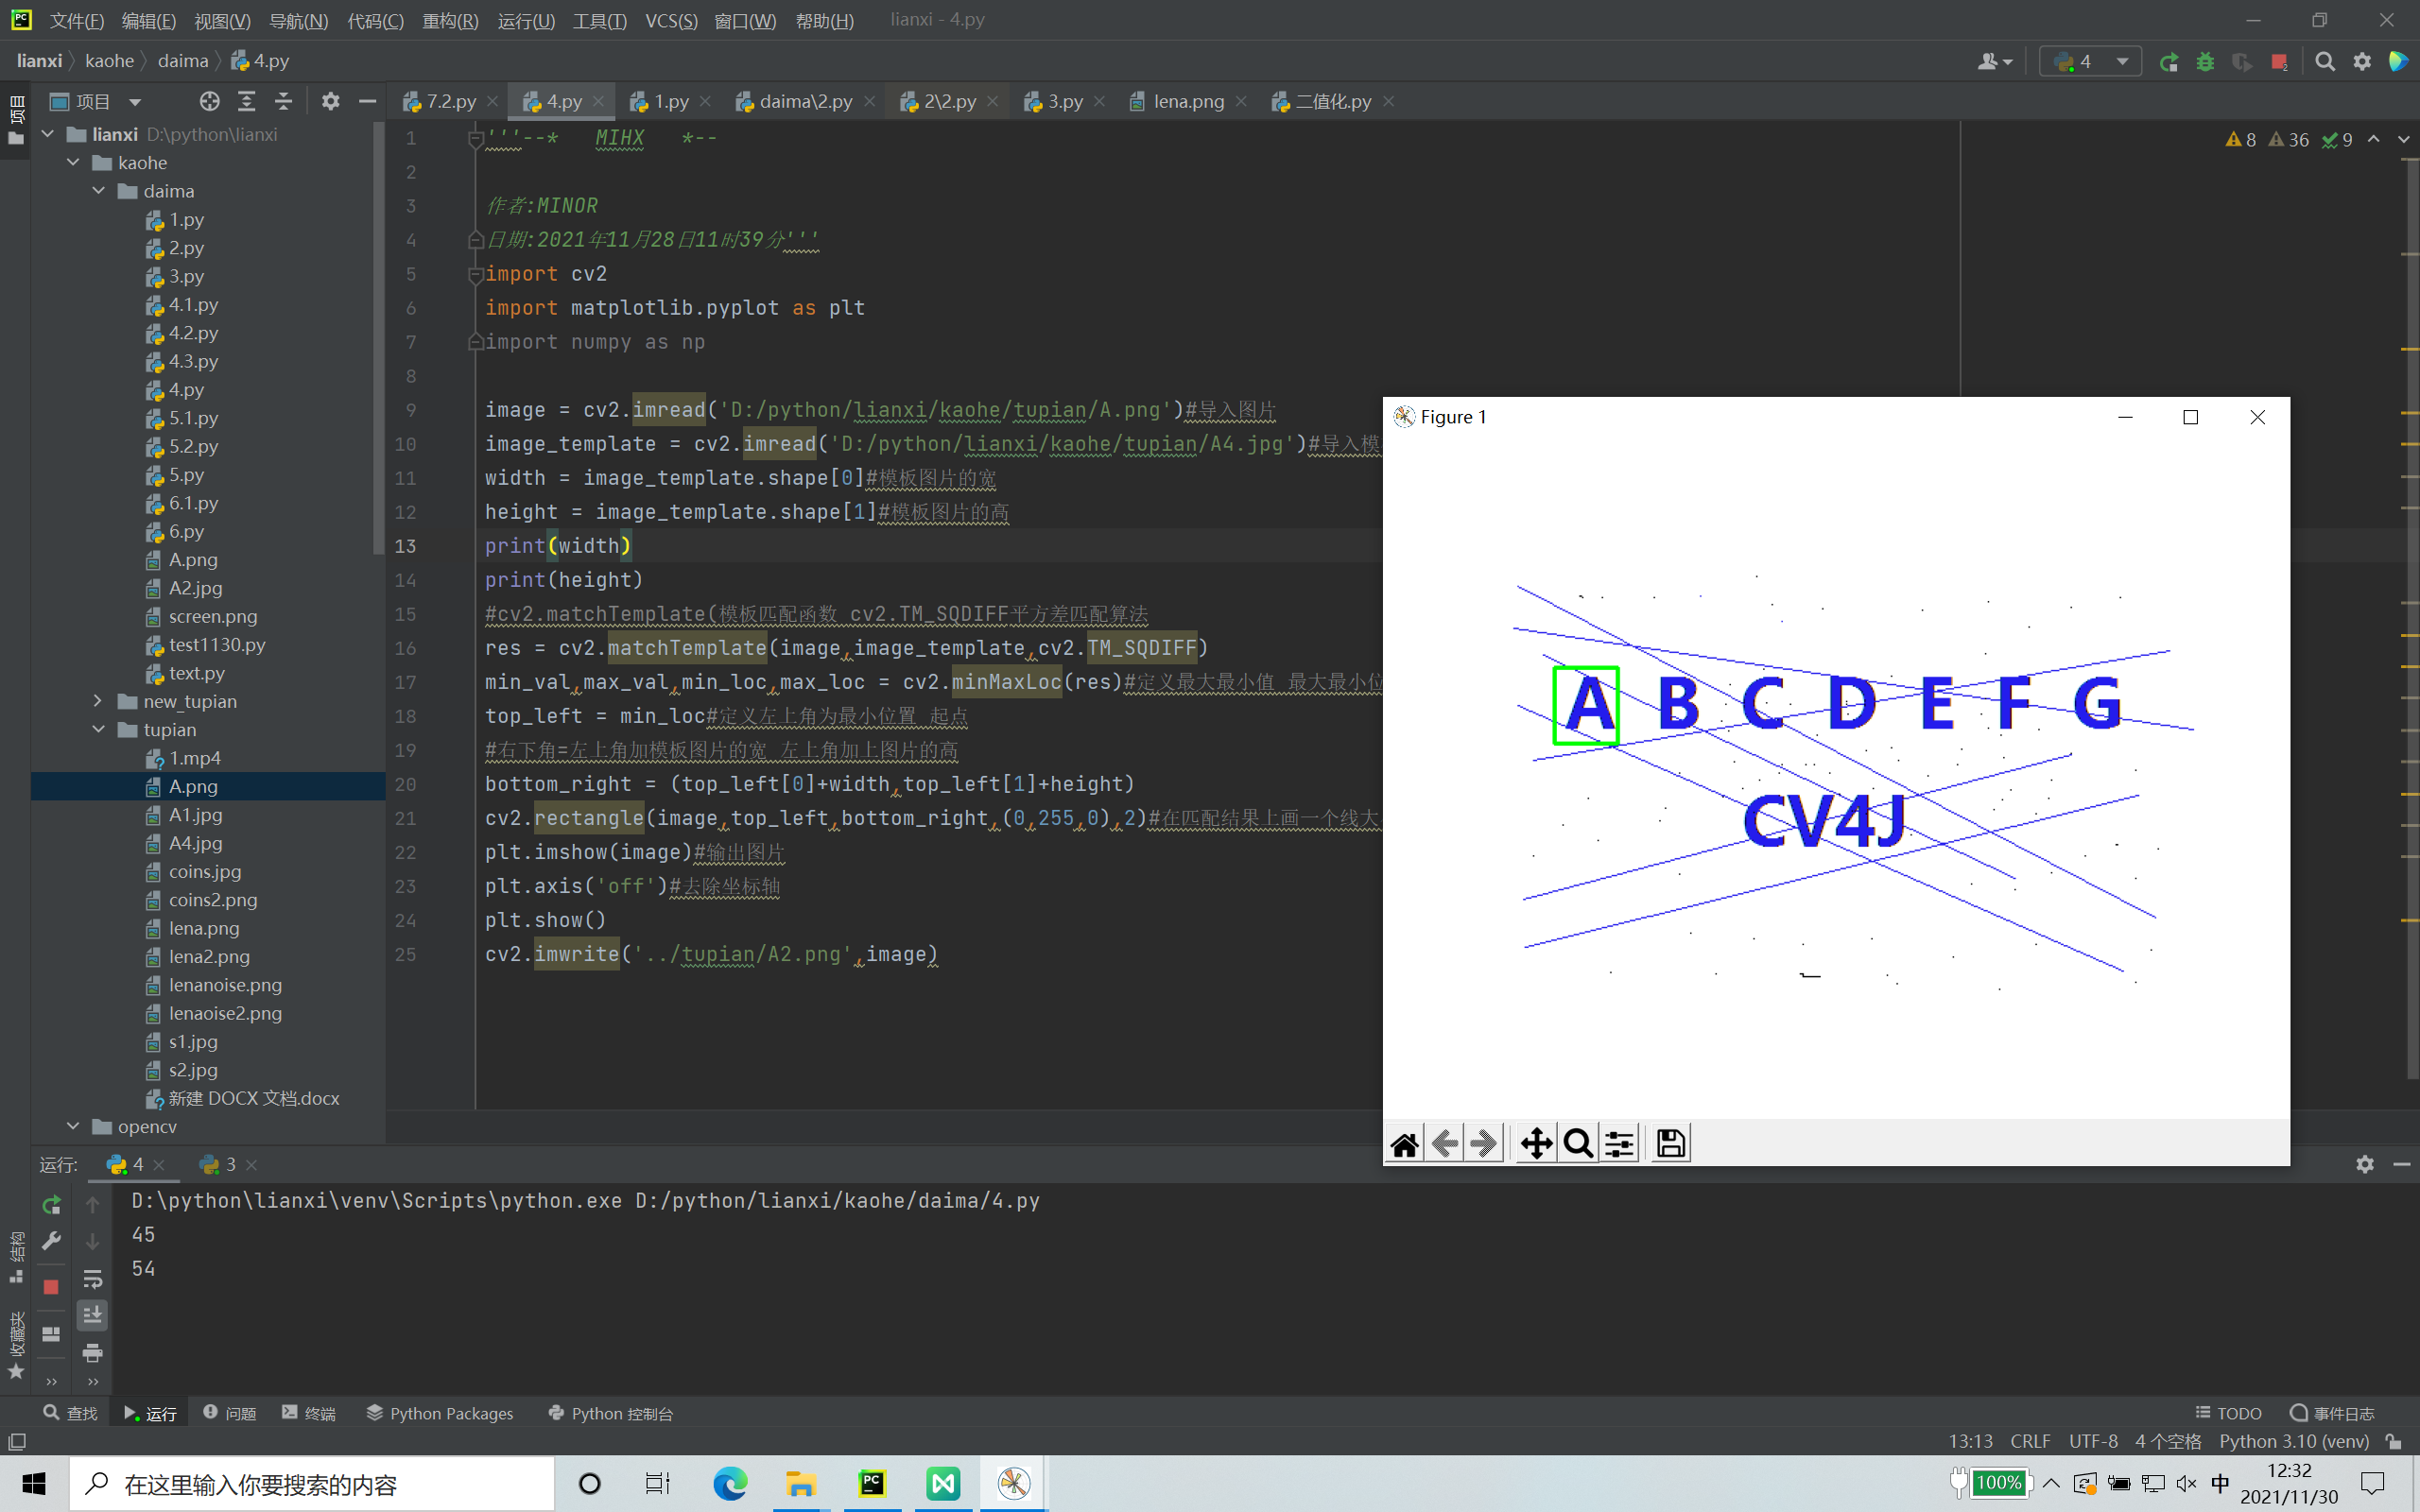 文件(F) 编辑(E) 视图(V) 导航(N) 代码(C) 重构(R) 运行(U) 工具(T) VCS(S) 窗口(W) 帮助(H) lianxi - 4.py
lianxi kaohe daima 4.py
4
项目
7.2.py 4.py 1.py daima\2.py 2\2.py 3.py lena.png 二值化.py
项目
lianxi D:\python\lianxi
kaohe
daima
1.py
2.py
3.py
4.1.py
4.2.py
4.3.py
4.py
5.1.py
5.2.py
5.py
6.1.py
6.py
A.png
A2.jpg
screen.png
test1130.py
text.py
new_tupian
tupian
1.mp4
A.png
A1.jpg
A4.jpg
coins.jpg
coins2.png
lena.png
lena2.png
lenanoise.png
lenaoise2.png
s1.jpg
s2.jpg
新建 DOCX 文档.docx
opencv
8 36 9
1 '''--* MIHX *--
2
3 作者:MINOR
4 日期:2021年11月28日11时39分'''
5 import cv2
6 import matplotlib.pyplot as plt
7 import numpy as np
8
9 image = cv2.imread('D:/python/lianxi/kaohe/tupian/A.png')#导入图片
10 image_template = cv2.imread('D:/python/lianxi/kaohe/tupian/A4.jpg')#导入模
11 width = image_template.shape[0]#模板图片的宽
12 height = image_template.shape[1]#模板图片的高
13 print(width)
14 print(height)
15 #cv2.matchTemplate(模板匹配函数 cv2.TM_SQDIFF平方差匹配算法
16 res = cv2.matchTemplate(image,image_template,cv2.TM_SQDIFF)
17 min_val,max_val,min_loc,max_loc = cv2.minMaxLoc(res)#定义最大最小值 最大最小位
18 top_left = min_loc#定义左上角为最小位置 起点
19 #右下角=左上角加模板图片的宽 左上角加上图片的高
20 bottom_right = (top_left[0]+width,top_left[1]+height)
21 cv2.rectangle(image,top_left,bottom_right,(0,255,0),2)#在匹配结果上画一个线大
22 plt.imshow(image)#输出图片
23 plt.axis('off')#去除坐标轴
24 plt.show()
25 cv2.imwrite('../tupian/A2.png',image)
Figure 1
A B C D E F G
CV4J
运行: 4 3
D:\python\lianxi\venv\Scripts\python.exe D:/python/lianxi/kaohe/daima/4.py
45
54
结构
收藏夹
查找 运行 问题 终端 Python Packages Python 控制台 TODO 事件日志
13:13 CRLF UTF-8 4 个空格 Python 3.10 (venv)
在这里输入你要搜索的内容
100% 中 12:32
2021/11/30